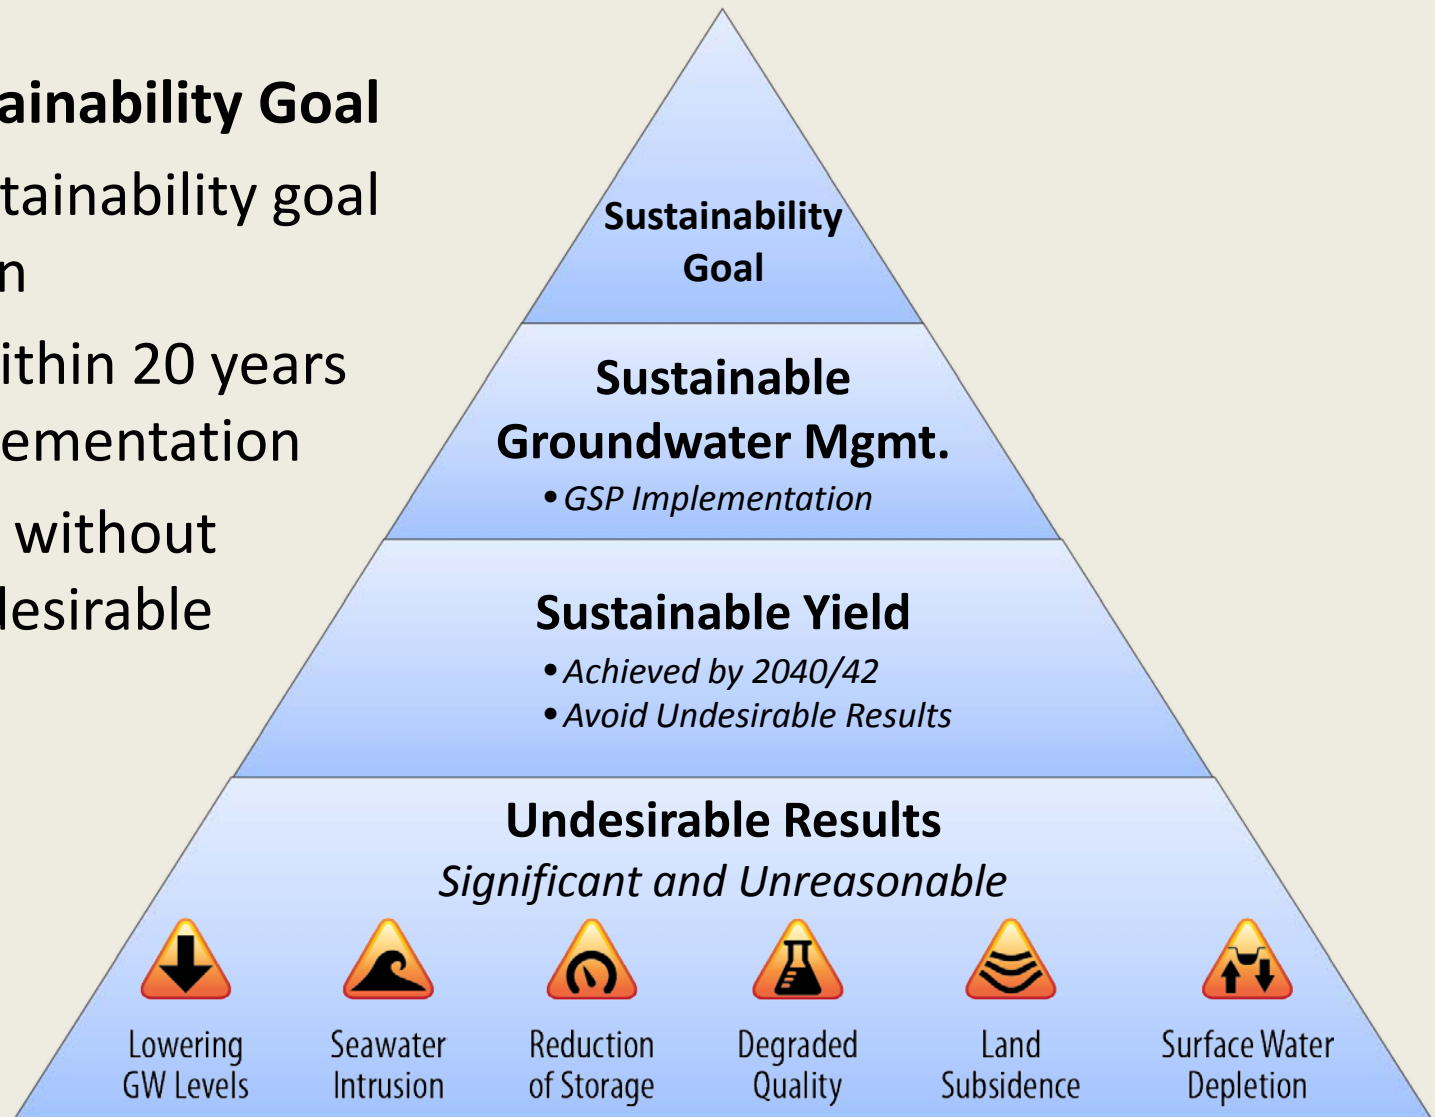 ainability Goal
tainability goal
n
ithin 20 years
ementation
without
desirable
Sustainability
Goal
Sustainable
Groundwater Mgmt.
• GSP Implementation
Sustainable Yield
• Achieved by 2040/42
• Avoid Undesirable Results
Undesirable Results
Significant and Unreasonable
Lowering
GW Levels
Seawater
Intrusion
Reduction
of Storage
Degraded
Quality
Land
Subsidence
Surface Water
Depletion